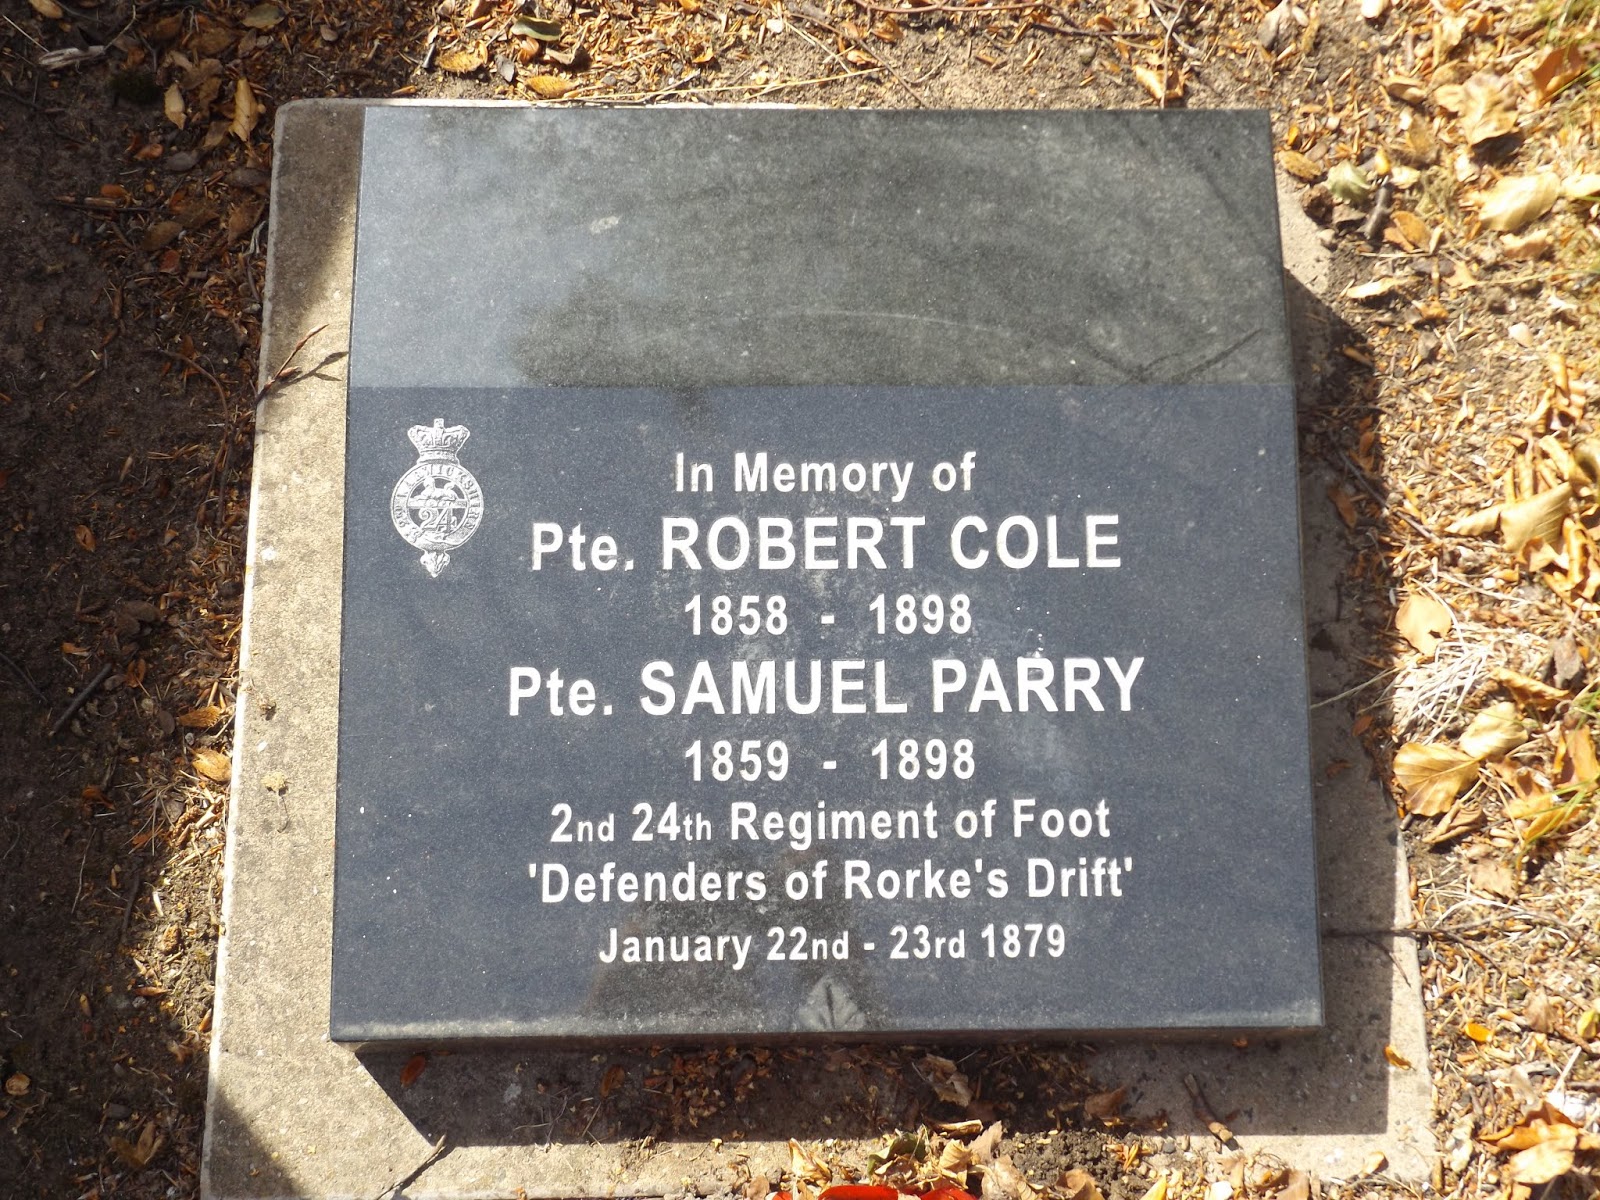 In Memory of
Pte. ROBERT COLE
1858 - 1898
Pte. SAMUEL PARRY
1859 - 1898
2nd 24th Regiment of Foot
'Defenders of Rorke's Drift'
January 22nd - 23rd 1879
24